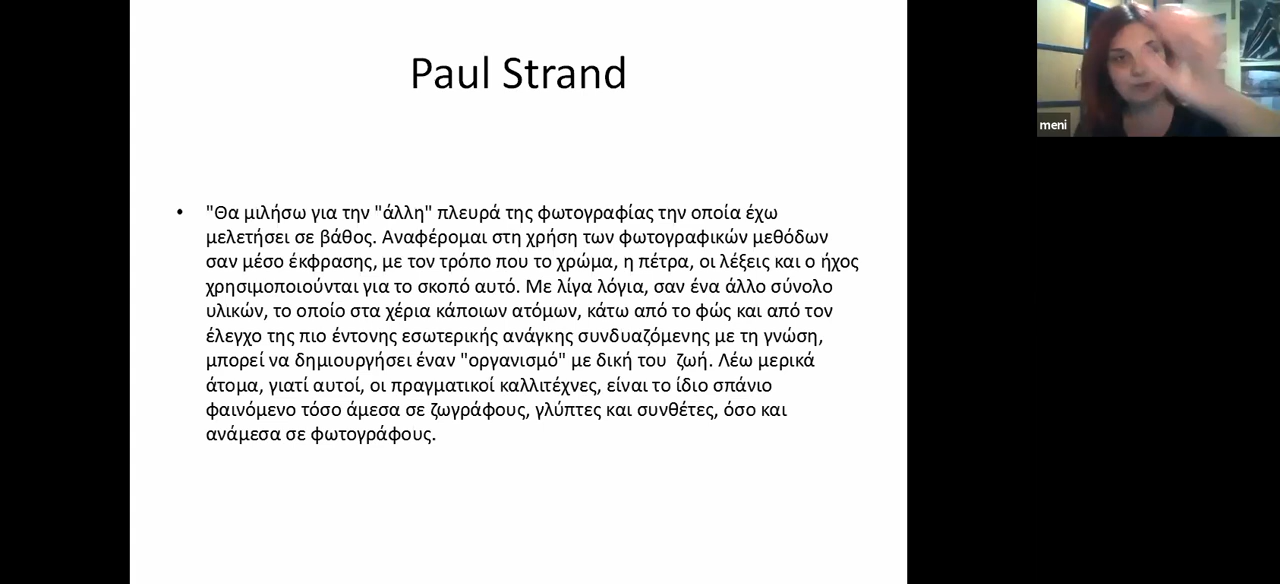 Paul Strand
meni
• "Θα μιλήσω για την "άλλη" πλευρά της φωτογραφίας την οποία έχω
μελετήσει σε βάθος. Αναφέρομαι στη χρήση των φωτογραφικών μεθόδων
σαν μέσο έκφρασης, με τον τρόπο που το χρώμα, η πέτρα, οι λέξεις και ο ήχος
χρησιμοποιούνται για το σκοπό αυτό. Με λίγα λόγια, σαν ένα άλλο σύνολο
υλικών, το οποίο στα χέρια κάποιων ατόμων, κάτω από το φώς και από τον
έλεγχο της πιο έντονης εσωτερικής ανάγκης συνδυαζόμενης με τη γνώση,
μπορεί να δημιουργήσει έναν "οργανισμό" με δική του  ζωή. Λέω μερικά
άτομα, γιατί αυτοί, οι πραγματικοί καλλιτέχνες, είναι το ίδιο σπάνιο
φαινόμενο τόσο άμεσα σε ζωγράφους, γλύπτες και συνθέτες, όσο και
ανάμεσα σε φωτογράφους.